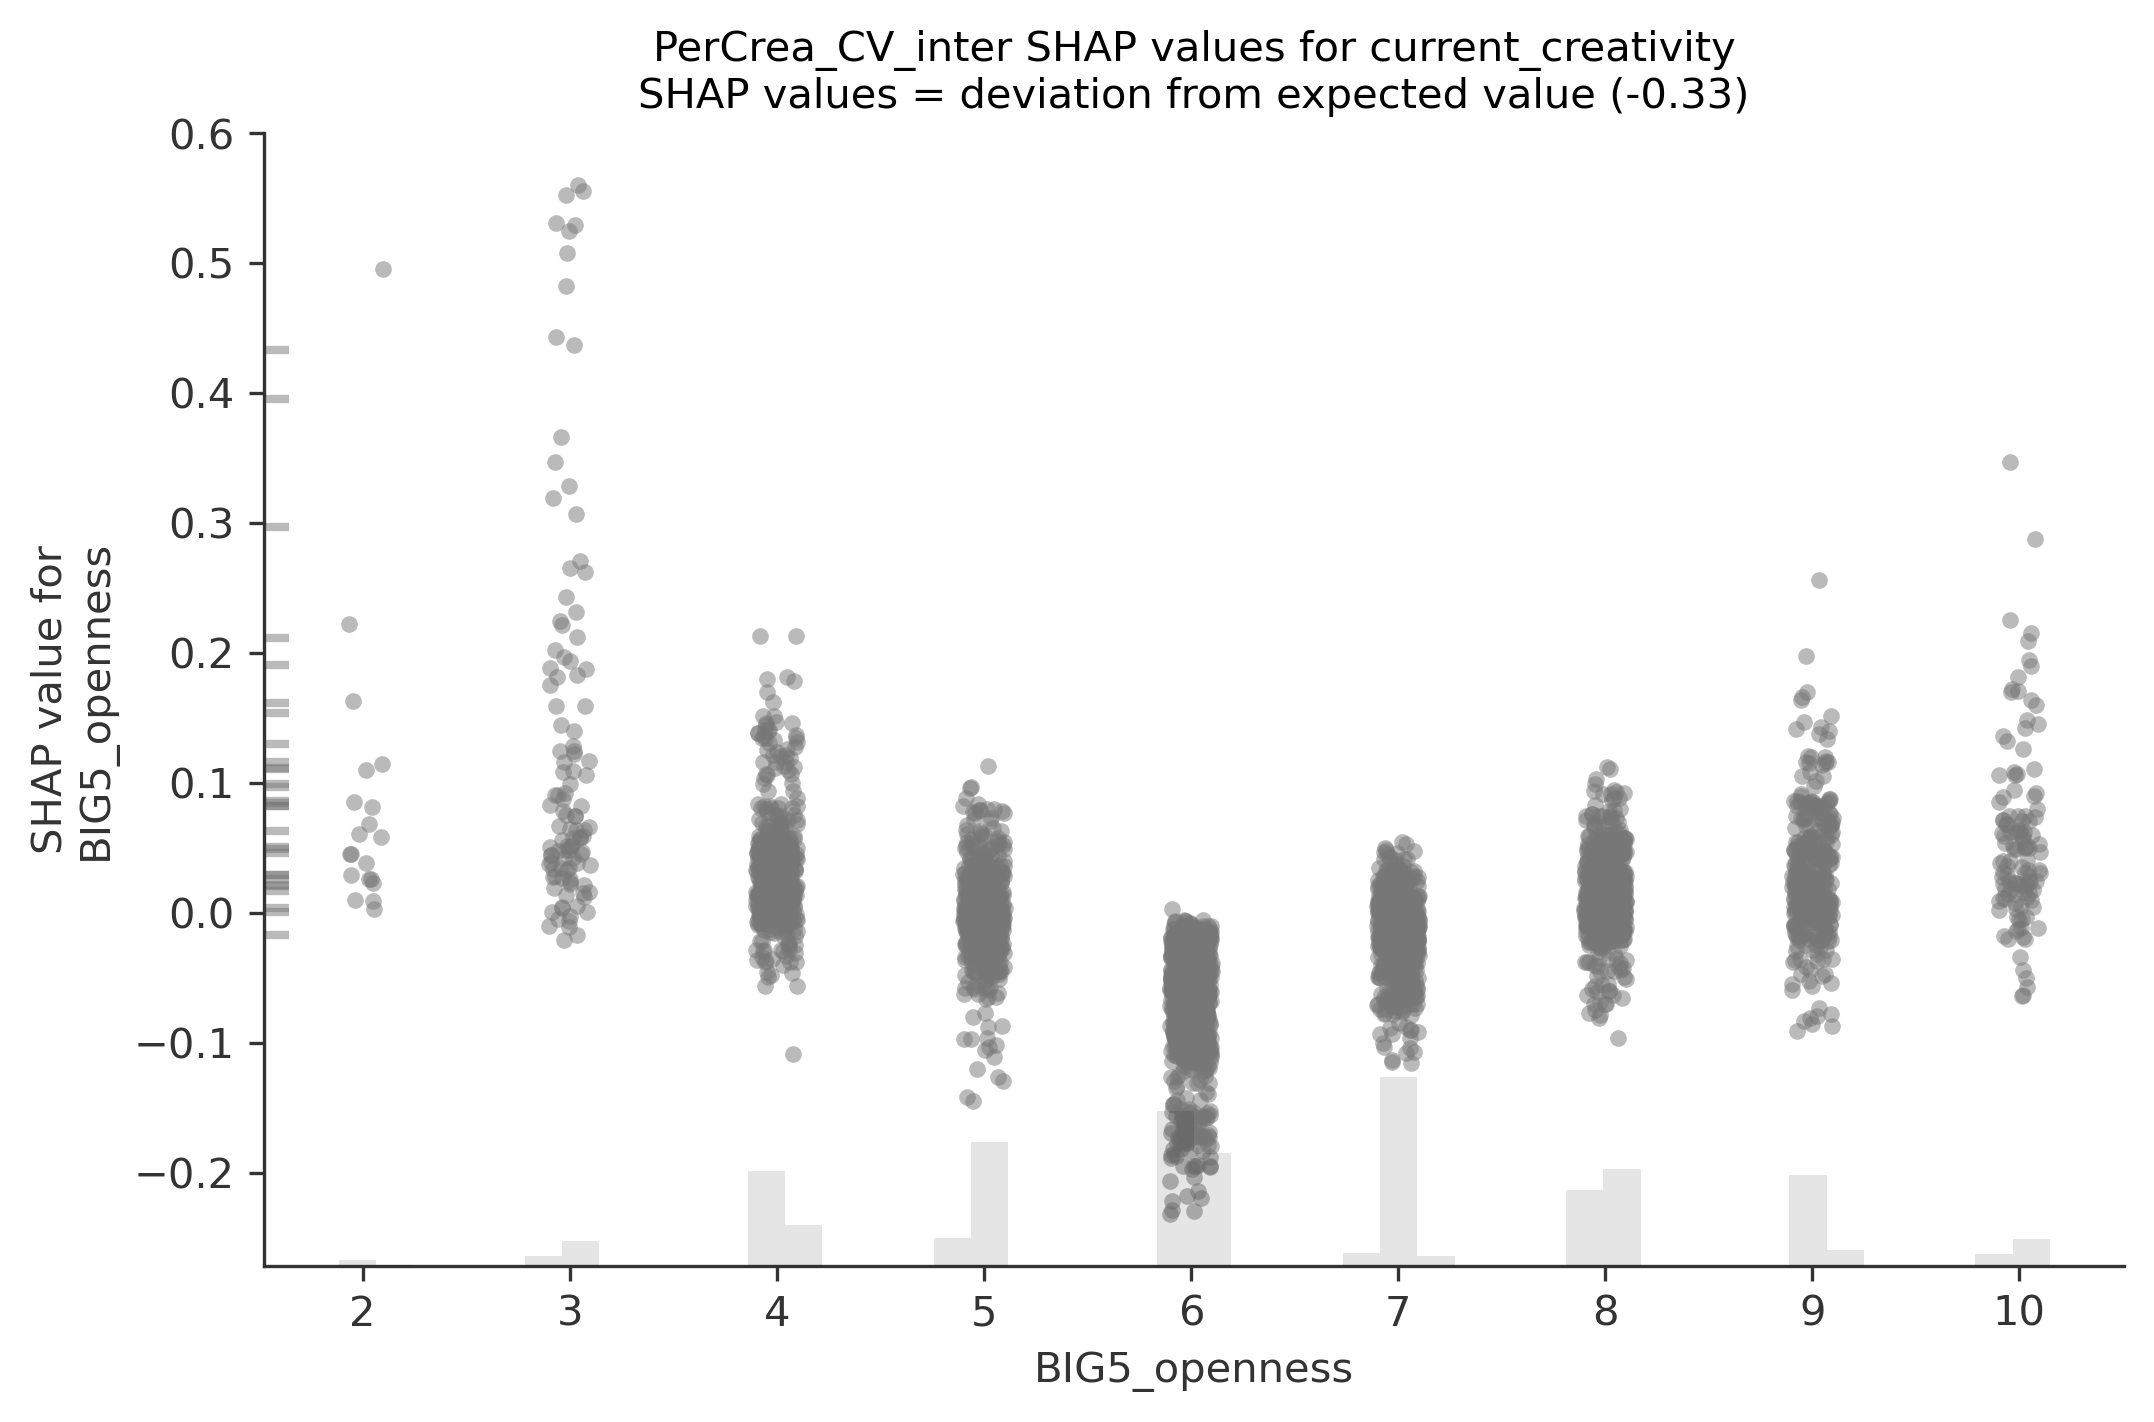 PerCrea_CV_inter SHAP values for current_creativity
SHAP values = deviation from expected value (-0.33)
0.6
0.5
0.4
0.3
0.2
0.1
0.0
−0.1
−0.2
SHAP value for
BIG5_openness
2 3 4 5 6 7 8 9 10
BIG5_openness